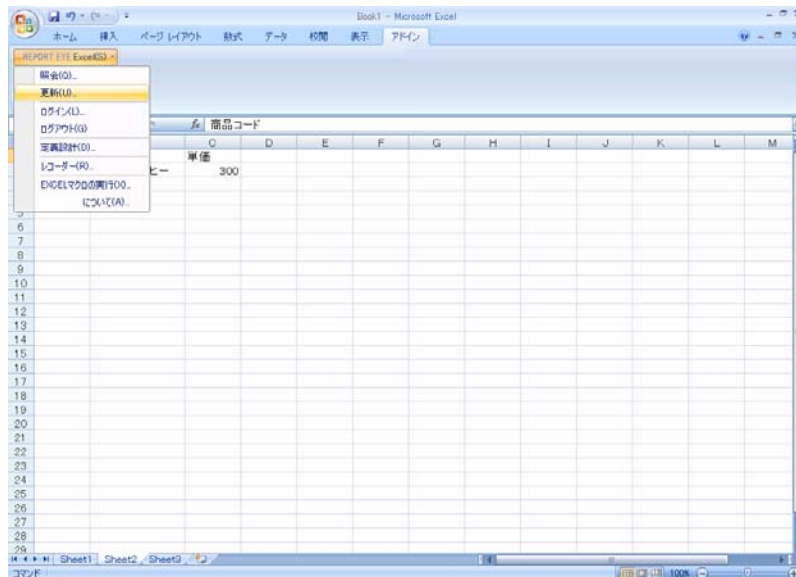 Book1 - Microsoft Excel
ホーム 挿入 ページ レイアウト 数式 データ 校閲 表示 アドイン
REPORT EYE Excel(S)
照会(Q)...
更新(U)...
ログイン(L)...
ログアウト(G)
定義設計(D)...
レコーダー(R)...
EXCELマクロの実行(X)...
について(A)...
fx 商品コード
C D E F G H I J K L M
単価
ヒー 300
5
6
7
8
9
10
11
12
13
14
15
16
17
18
19
20
21
22
23
24
25
26
27
28
29
Sheet1 Sheet2 Sheet3
コマンド 100%